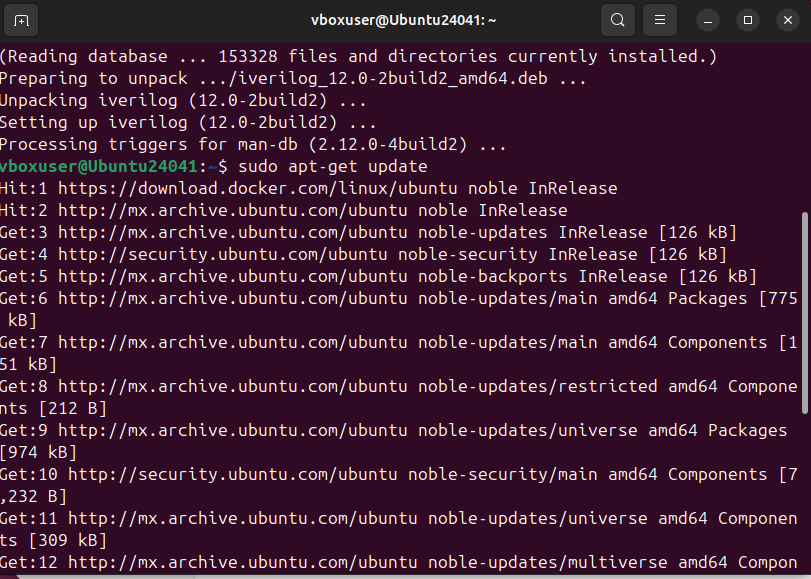 vboxuser@Ubuntu24041: ~
(Reading database ... 153328 files and directories currently installed.)
Preparing to unpack .../iverilog_12.0-2build2_amd64.deb ...
Unpacking iverilog (12.0-2build2) ...
Setting up iverilog (12.0-2build2) ...
Processing triggers for man-db (2.12.0-4build2) ...
vboxuser@Ubuntu24041:~$ sudo apt-get update
Hit:1 https://download.docker.com/linux/ubuntu noble InRelease
Hit:2 http://mx.archive.ubuntu.com/ubuntu noble InRelease
Get:3 http://mx.archive.ubuntu.com/ubuntu noble-updates InRelease [126 kB]
Get:4 http://security.ubuntu.com/ubuntu noble-security InRelease [126 kB]
Get:5 http://mx.archive.ubuntu.com/ubuntu noble-backports InRelease [126 kB]
Get:6 http://mx.archive.ubuntu.com/ubuntu noble-updates/main amd64 Packages [775
 kB]
Get:7 http://mx.archive.ubuntu.com/ubuntu noble-updates/main amd64 Components [1
51 kB]
Get:8 http://mx.archive.ubuntu.com/ubuntu noble-updates/restricted amd64 Compone
nts [212 B]
Get:9 http://mx.archive.ubuntu.com/ubuntu noble-updates/universe amd64 Packages
[974 kB]
Get:10 http://security.ubuntu.com/ubuntu noble-security/main amd64 Components [7
,232 B]
Get:11 http://mx.archive.ubuntu.com/ubuntu noble-updates/universe amd64 Componen
ts [309 kB]
Get:12 http://mx.archive.ubuntu.com/ubuntu noble-updates/multiverse amd64 Compon